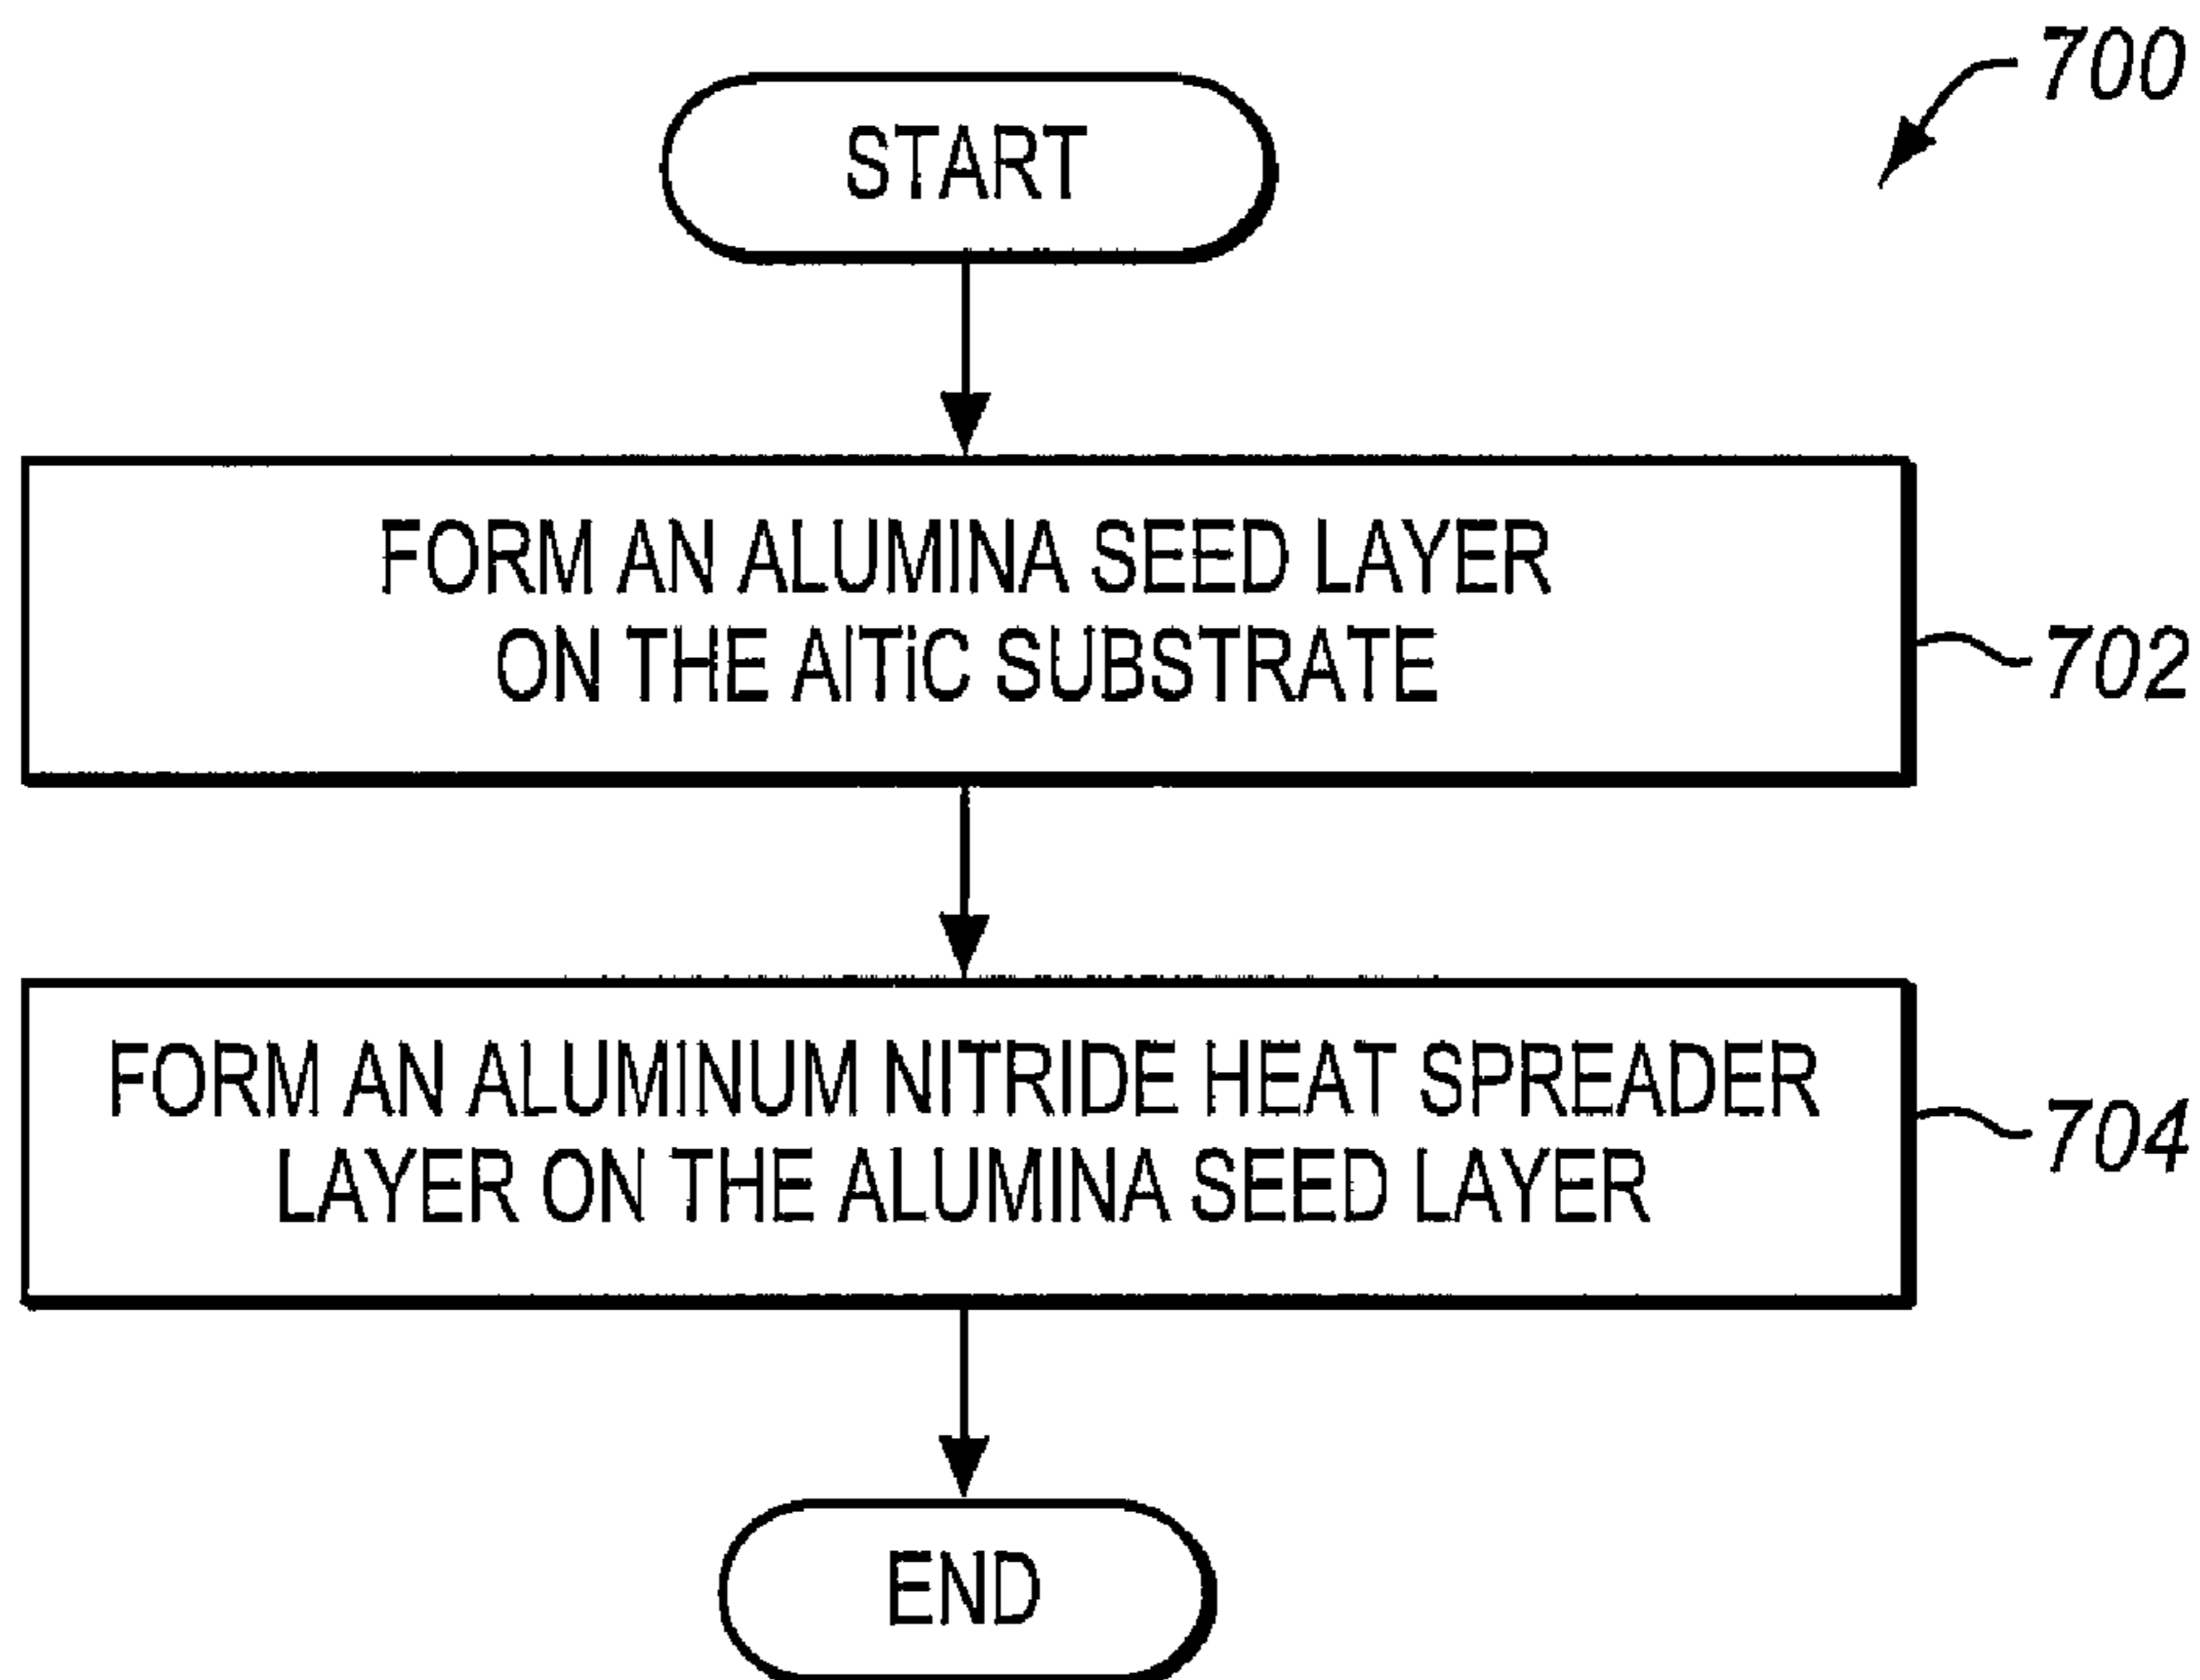 START
700
FORM AN ALUMINA SEED LAYER
ON THE AlTiC SUBSTRATE
702
FORM AN ALUMINUM NITRIDE HEAT SPREADER
LAYER ON THE ALUMINA SEED LAYER
704
END